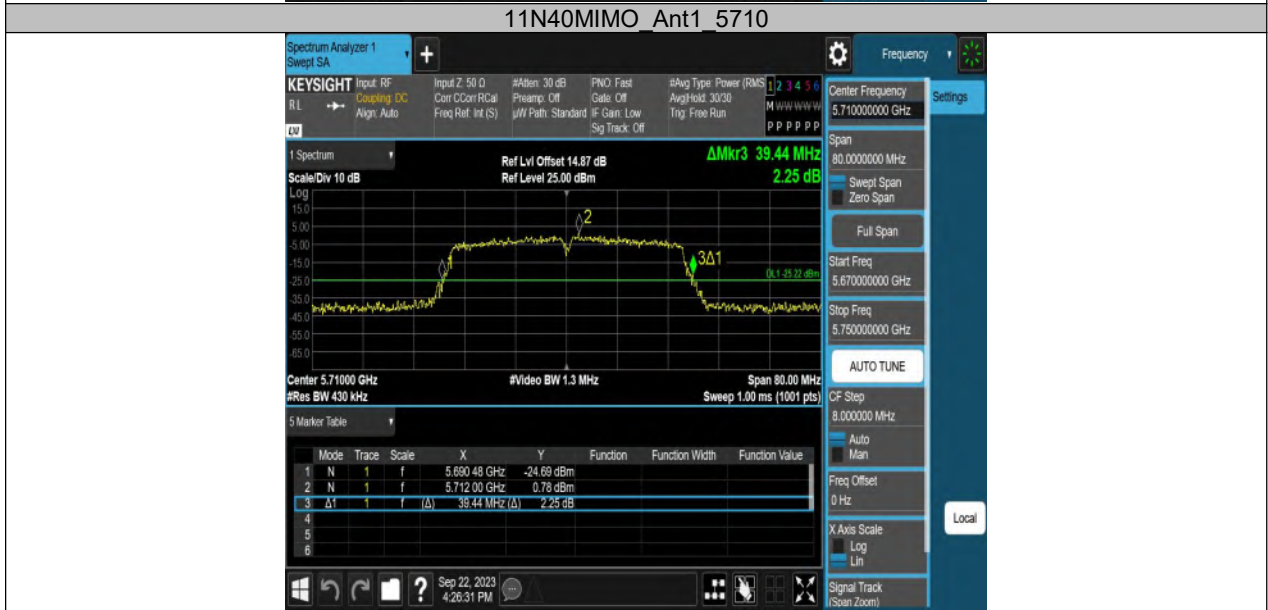 11N40MIMO_Ant1_5710
Spectrum Analyzer 1
Swept SA
+
Frequency
KEYSIGHT
RL
LXI
Input: RF
Coupling: DC
Align: Auto
Input Z: 50 Ω
Corr CCorr RCal
Freq Ref: Int (S)
#Atten: 30 dB
Preamp: Off
µW Path: Standard
PNO: Fast
Gate: Off
IF Gain: Low
Sig Track: Off
#Avg Type: Power (RMS
Avg|Hold: 30/30
Trig: Free Run
1 2 3 4 5 6
M W W W W W
P P P P P P
1 Spectrum
Scale/Div 10 dB
Ref Lvl Offset 14.87 dB
Ref Level 25.00 dBm
ΔMkr3 39.44 MHz
2.25 dB
Log
15.0
5.00
-5.00
-15.0
-25.0
-35.0
-45.0
-55.0
-65.0
2
3Δ1
DL1 -25.22 dBm
Center 5.71000 GHz
#Res BW 430 kHz
#Video BW 1.3 MHz
Span 80.00 MHz
Sweep 1.00 ms (1001 pts)
5 Marker Table
Mode Trace Scale X Y Function Function Width Function Value
1 N 1 f 5.690 48 GHz -24.69 dBm
2 N 1 f 5.712 00 GHz 0.78 dBm
3 Δ1 1 f (Δ) 39.44 MHz (Δ) 2.25 dB
4
5
6
?
Sep 22, 2023
4:26:31 PM
Center Frequency
5.710000000 GHz
Settings
Span
80.0000000 MHz
Swept Span
Zero Span
Full Span
Start Freq
5.670000000 GHz
Stop Freq
5.750000000 GHz
AUTO TUNE
CF Step
8.000000 MHz
Auto
Man
Freq Offset
0 Hz
X Axis Scale
Log
Lin
Local
Signal Track
(Span Zoom)